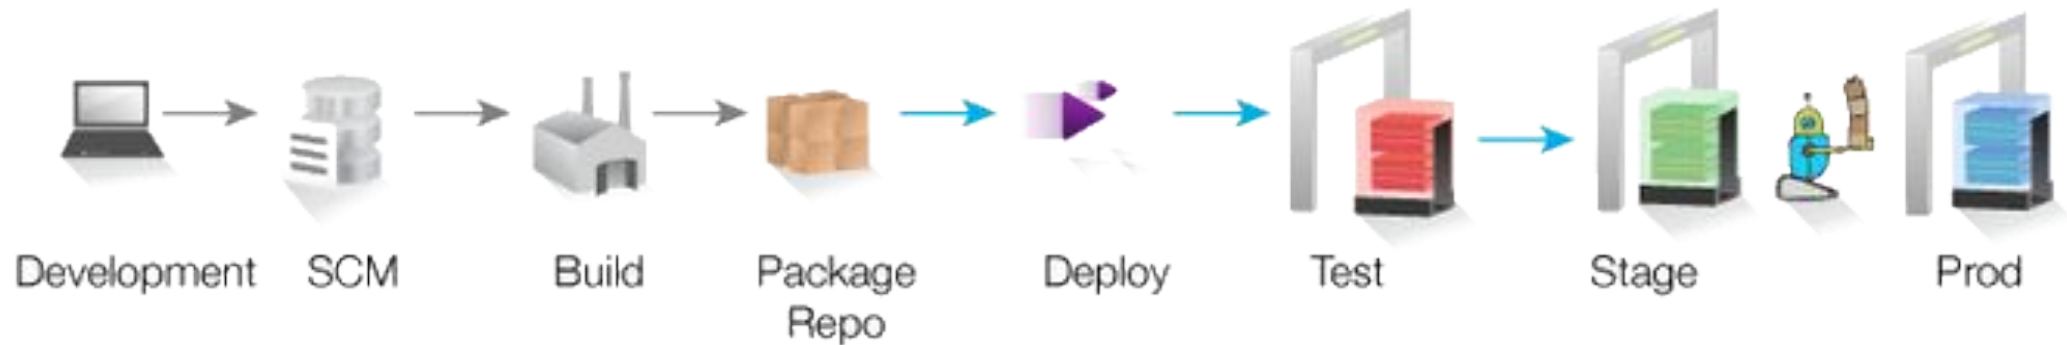 Development
SCM
Build
Package
Repo
Deploy
Test
Stage
Prod